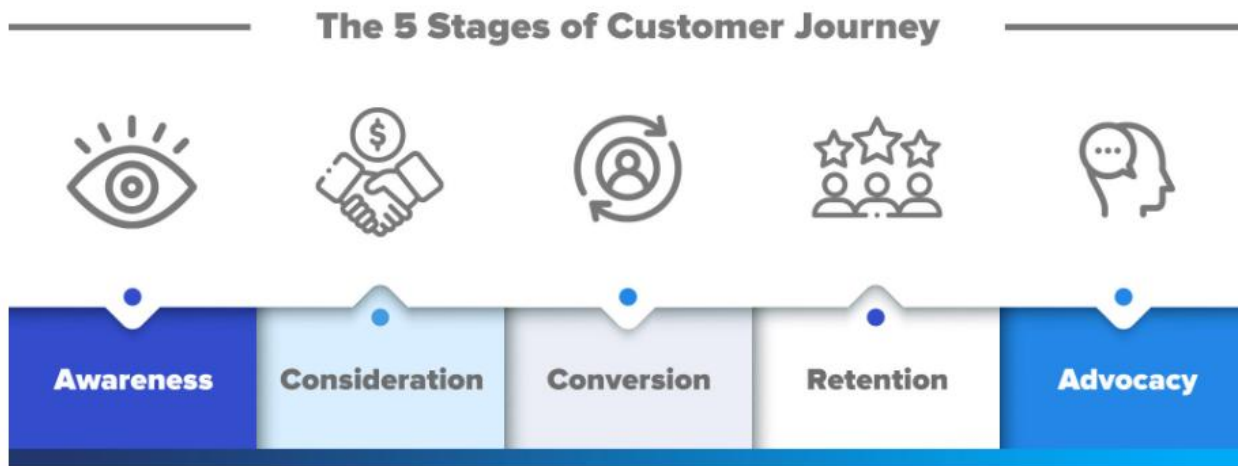 The 5 Stages of Customer Journey
$
Awareness
Consideration
Conversion
Retention
Advocacy